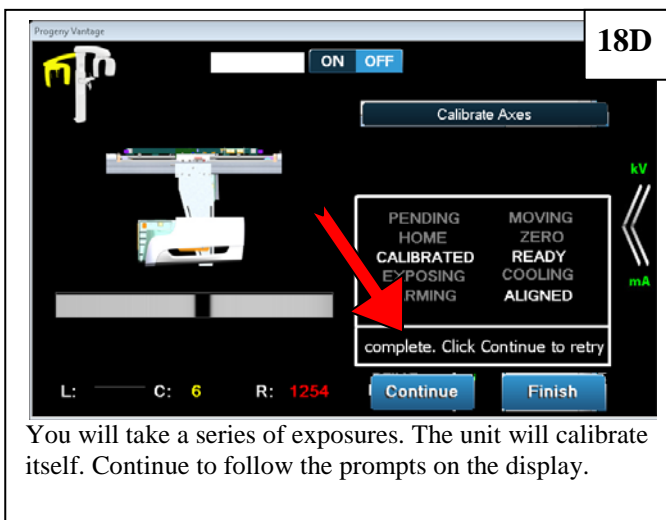 18D
Progeny Vantage
ON OFF
Calibrate Axes
kV
PENDING MOVING
HOME ZERO
CALIBRATED READY
EXPOSING COOLING
ARMING ALIGNED
mA
complete. Click Continue to retry
L: C: 6 R: 1254
Continue Finish
You will take a series of exposures. The unit will calibrate
itself. Continue to follow the prompts on the display.